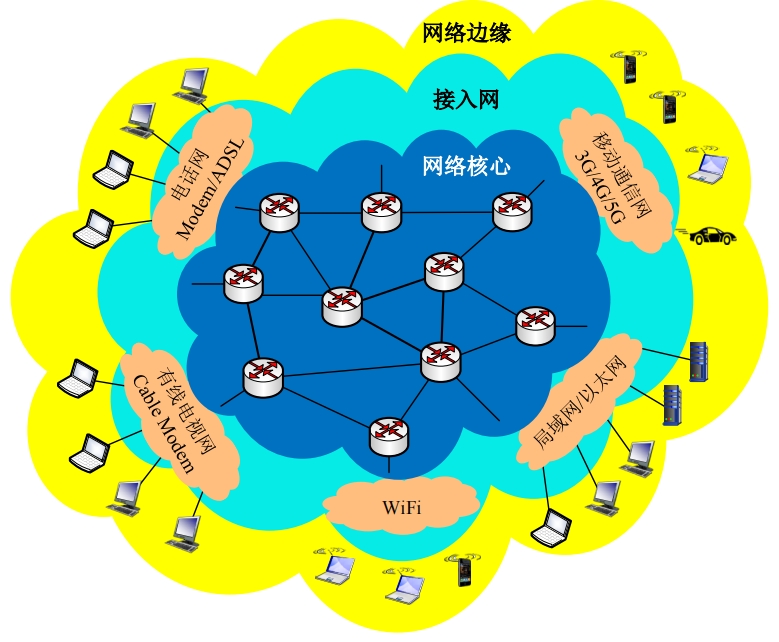 网络边缘
接入网
网络核心
电话网
Modem/ADSL
移动通信网
3G/4G/5G
有线电视网
Cable Modem
局域网/以太网
WiFi